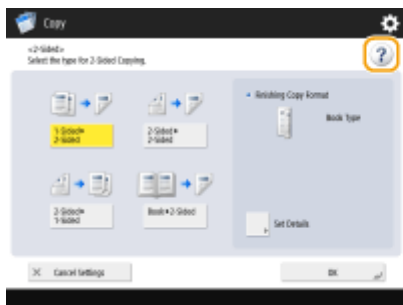 Copy
<2-Sided>
Select the type for 2-Sided Copying.
?
1-Sided►
2-Sided
2-Sided►
2-Sided
► Finishing Copy Format
Book Type
2-Sided►
1-Sided
Book►2-Sided
Set Details
× Cancel Settings
OK